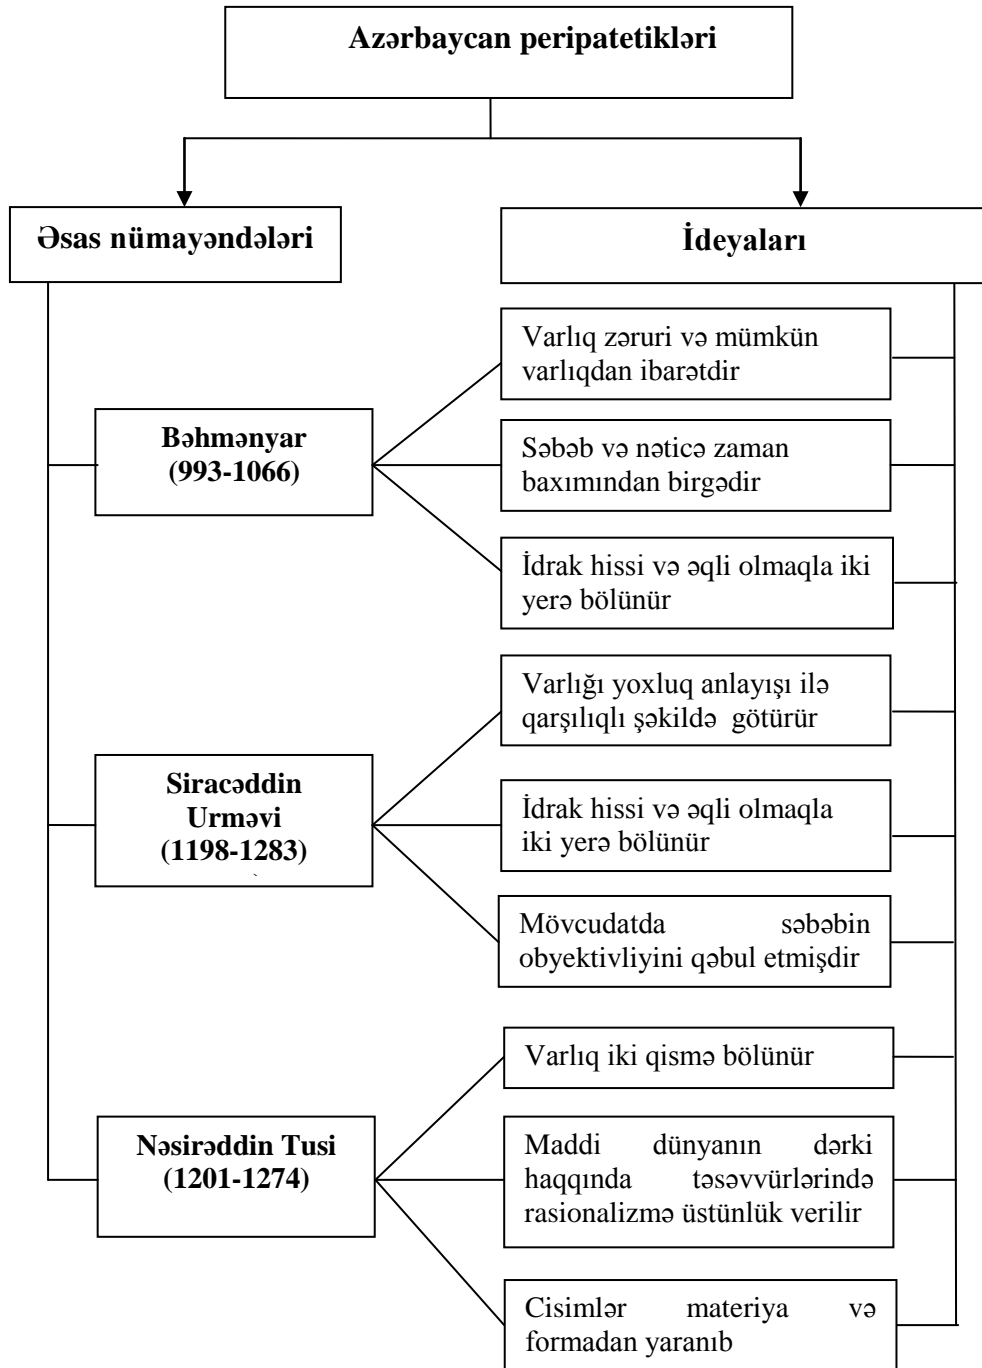 Azərbaycan peripatetikləri
Əsas nümayəndələri
İdeyaları
Bəhmənyar
(993-1066)
Varlıq zəruri və mümkün
varlıqdan ibarətdir
Səbəb və nəticə zaman
baxımından birgədir
İdrak hissi və əqli olmaqla iki
yerə bölünür
Siracəddin
Urməvi
(1198-1283)
Varlığı yoxluq anlayışı ilə
qarşılıqlı şəkildə götürür
İdrak hissi və əqli olmaqla
iki yerə bölünür
Mövcudatda səbəbin
obyektivliyini qəbul etmişdir
Nəsirəddin Tusi
(1201-1274)
Varlıq iki qismə bölünür
Maddi dünyanın dərki
haqqında təsəvvürlərində
rasionalizmə üstünlük verilir
Cisimlər materiya və
formadan yaranıb